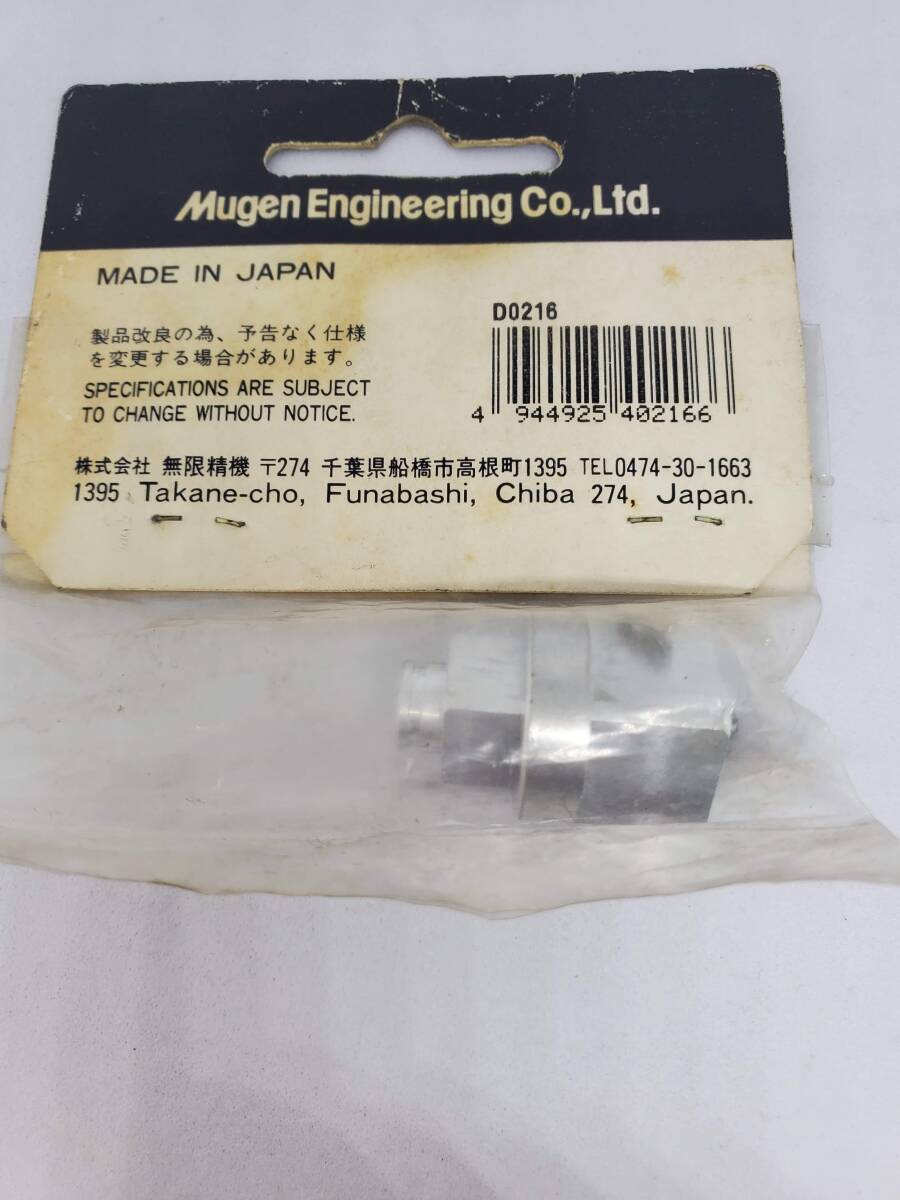 Mugen Engineering Co.,Ltd.
MADE IN JAPAN
D0216
製品改良の為、予告なく仕様
を変更する場合があります。
SPECIFICATIONS ARE SUBJECT
TO CHANGE WITHOUT NOTICE.
4 944925 402166
株式会社 無限精機 〒274 千葉県船橋市高根町1395 TEL0474-30-1663
1395 Takane-cho, Funabashi, Chiba 274, Japan.